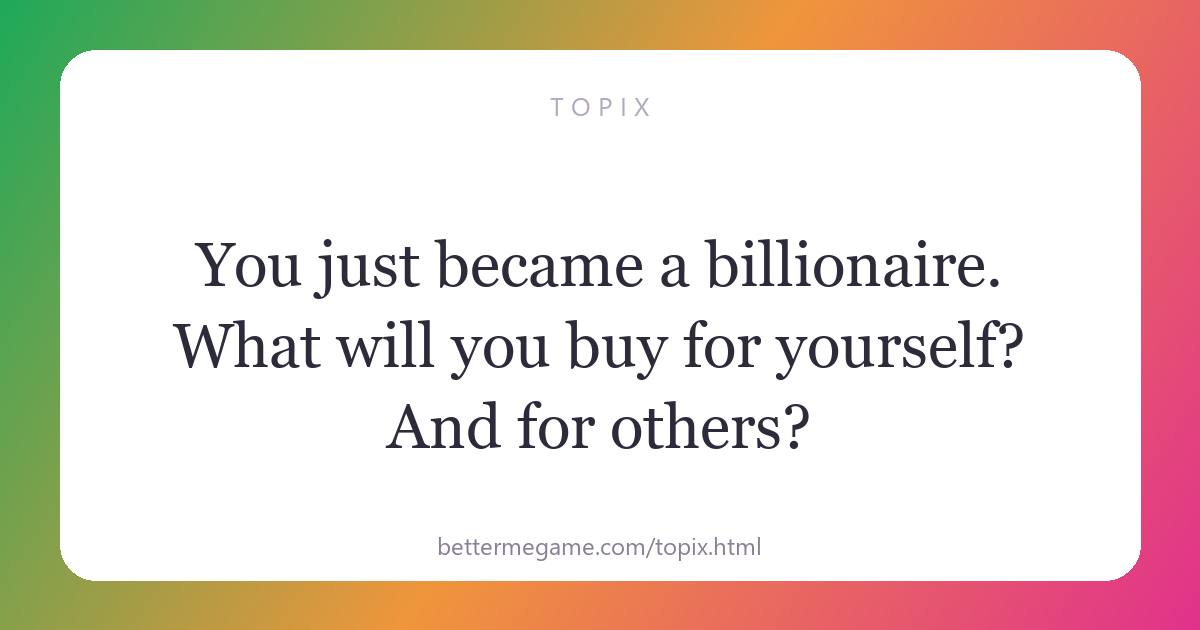 TOPIX
You just became a billionaire.
What will you buy for yourself?
And for others?
bettermegame.com/topix.html